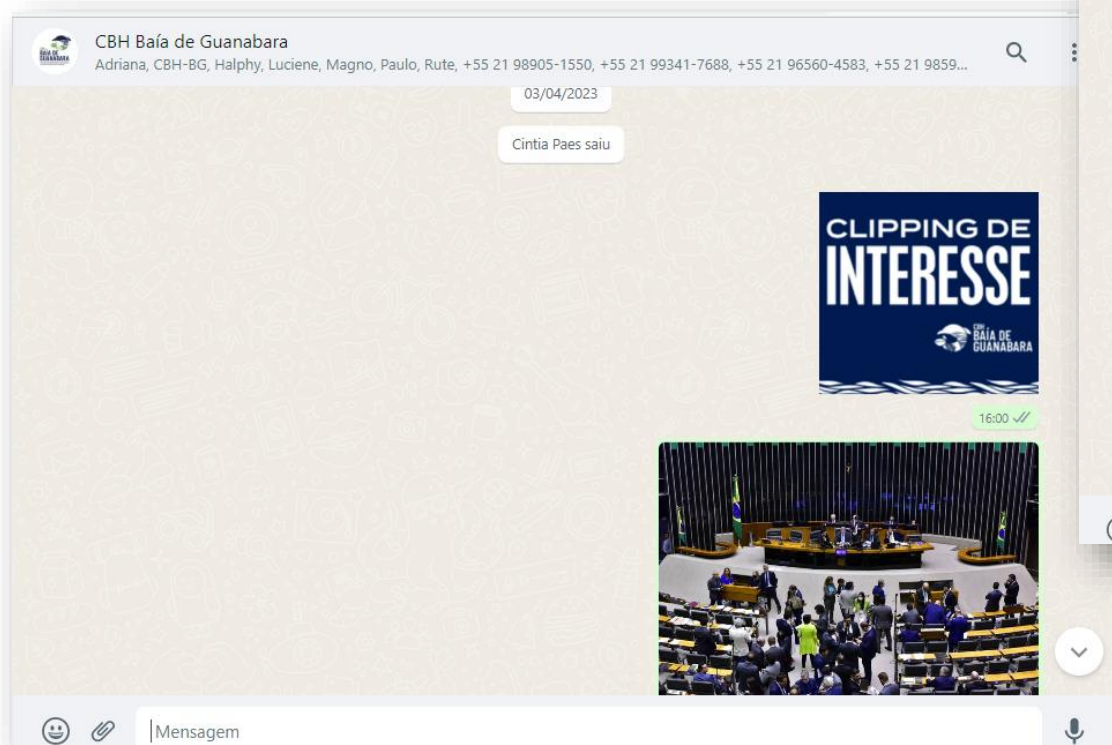 CBH Baía de Guanabara
Adriana, CBH-BG, Halphy, Luciene, Magno, Paulo, Rute, +55 21 98905-1550, +55 21 99341-7688, +55 21 96560-4583, +55 21 9859...
03/04/2023
Cintia Paes saiu
CLIPPING DE
INTERESSE
CBH
BAÍA DE
GUANABARA
16:00
Mensagem